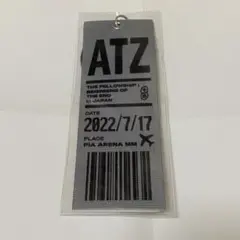 ATZ
THE FELLOWSHIP :
BEGINNING OF
THE END
in JAPAN
DATE
2022/7/17
PLACE
PIA ARENA MM